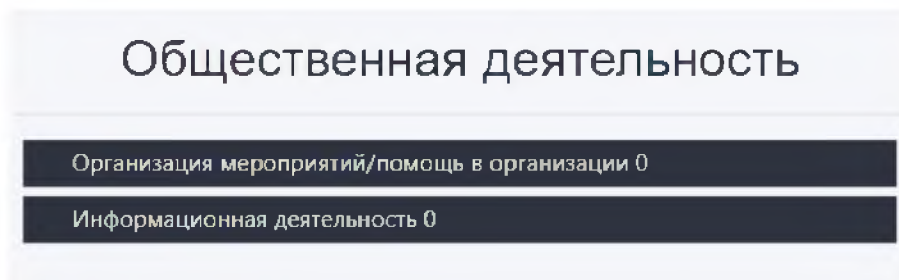 Общественная деятельность
Организация мероприятий/помощь в организации 0
Информационная деятельность 0